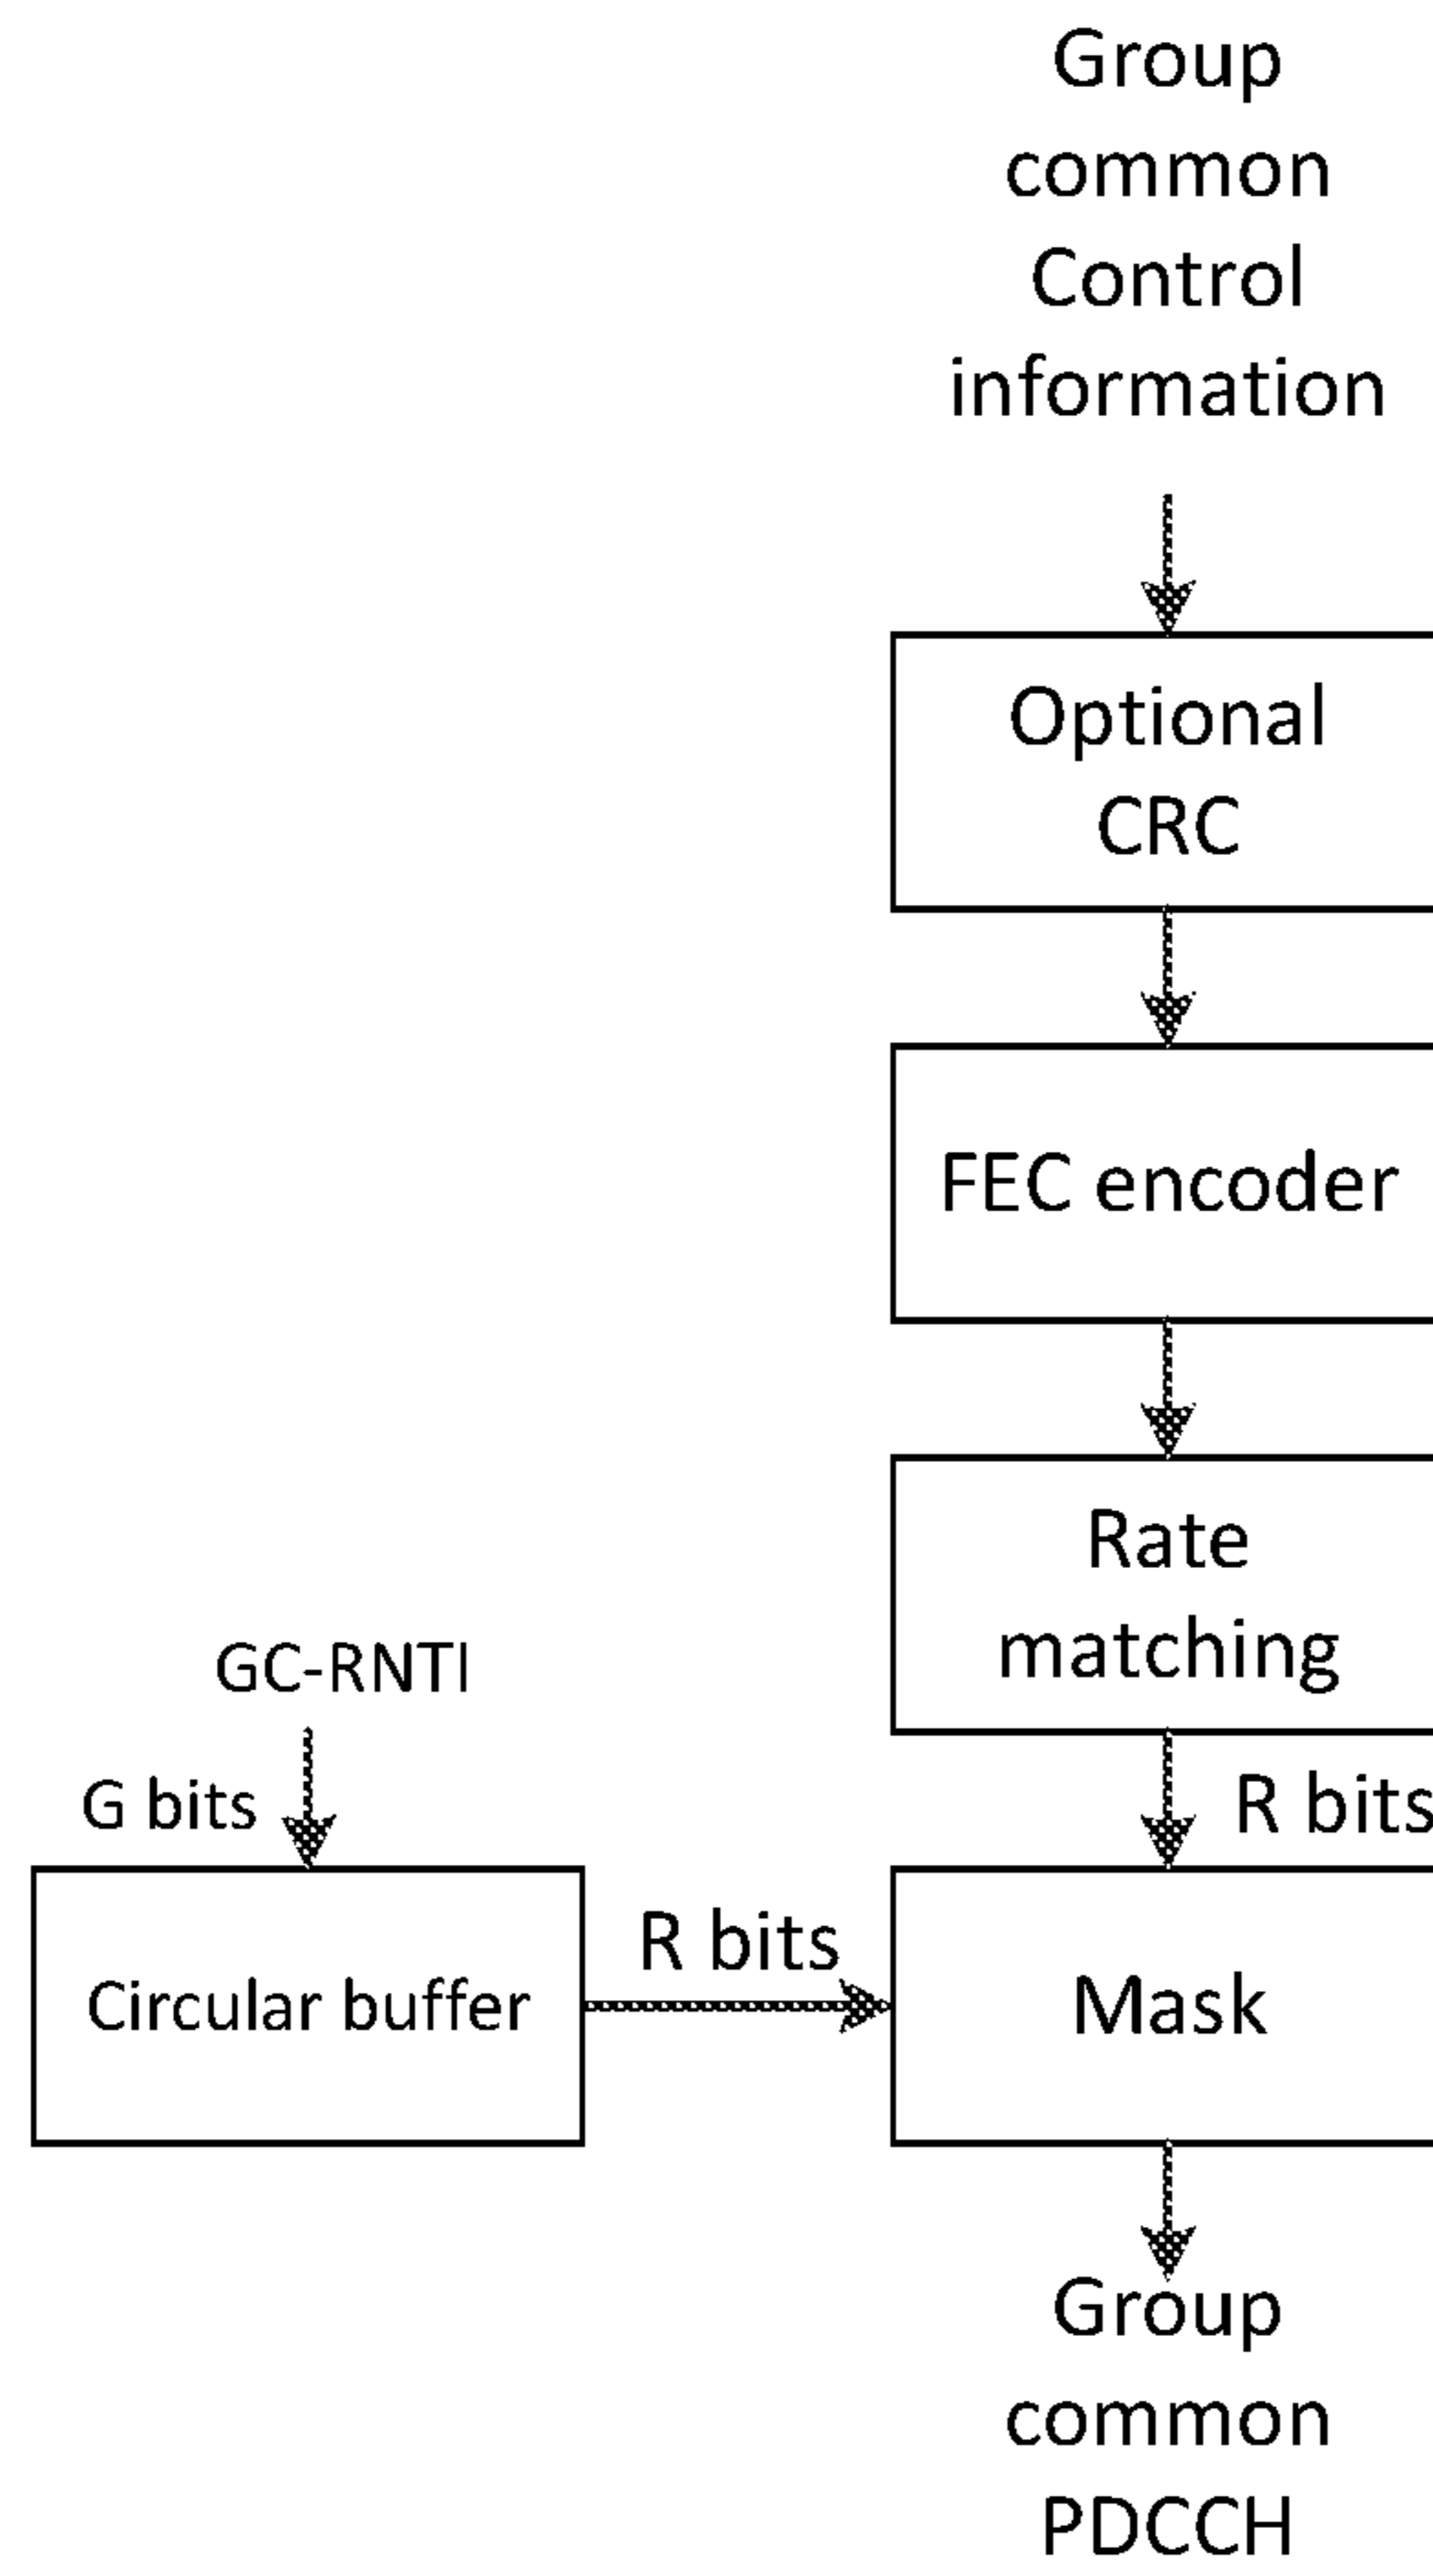 Group
common
Control
information
Optional
CRC
FEC encoder
Rate
matching
GC-RNTI
G bits
R bits
Circular buffer
R bits
Mask
Group
common
PDCCH